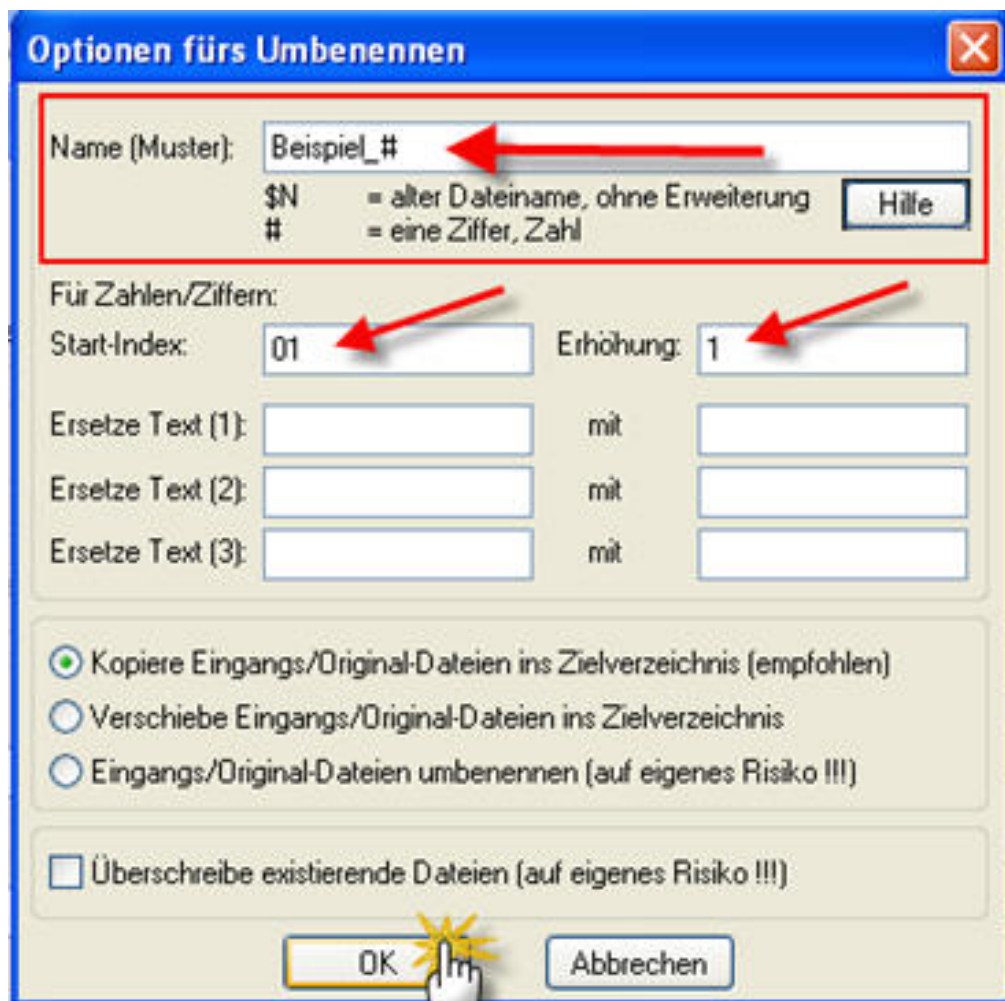 Optionen fürs Umbenennen
Name (Muster): Beispiel_#
$N = alter Dateiname, ohne Erweiterung
# = eine Ziffer, Zahl
Hilfe
Für Zahlen/Ziffern:
Start-Index: 01 Erhöhung: 1
Ersetze Text (1): mit
Ersetze Text (2): mit
Ersetze Text (3): mit
Kopiere Eingangs/Original-Dateien ins Zielverzeichnis (empfohlen)
Verschiebe Eingangs/Original-Dateien ins Zielverzeichnis
Eingangs/Original-Dateien umbenennen (auf eigenes Risiko !!!)
Überschreibe existierende Dateien (auf eigenes Risiko !!!)
OK Abbrechen